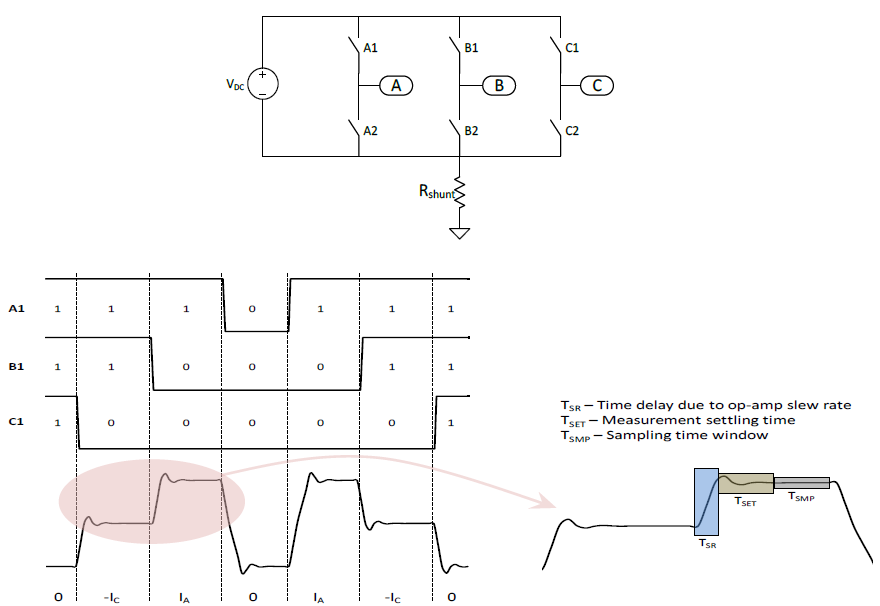 A1 B1 C1
V_DC + − A B C
A2 B2 C2
R_shunt
A1 1 1 1 0 1 1 1
B1 1 1 0 0 0 1 1
C1 1 0 0 0 0 0 1
T_SR – Time delay due to op-amp slew rate
T_SET – Measurement settling time
T_SMP – Sampling time window
T_SET T_SMP
T_SR
0 -I_C I_A 0 I_A -I_C 0